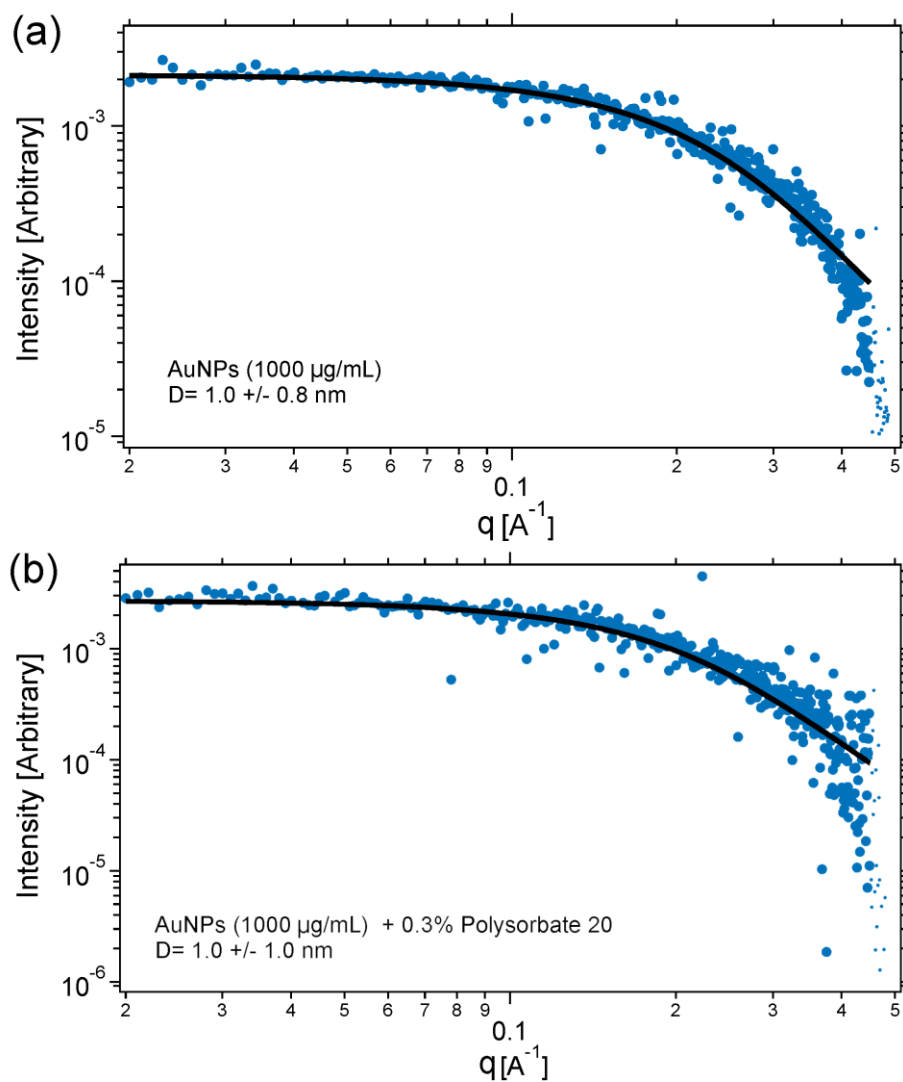 (a)
Intensity [Arbitrary]
10⁻³
10⁻⁴
10⁻⁵
AuNPs (1000 µg/mL)
D= 1.0 +/- 0.8 nm
2 3 4 5 6 7 8 9 2 3 4 5
0.1
q [A⁻¹]
(b)
Intensity [Arbitrary]
10⁻³
10⁻⁴
10⁻⁵
10⁻⁶
AuNPs (1000 µg/mL) + 0.3% Polysorbate 20
D= 1.0 +/- 1.0 nm
2 3 4 5 6 7 8 9 2 3 4 5
0.1
q [A⁻¹]